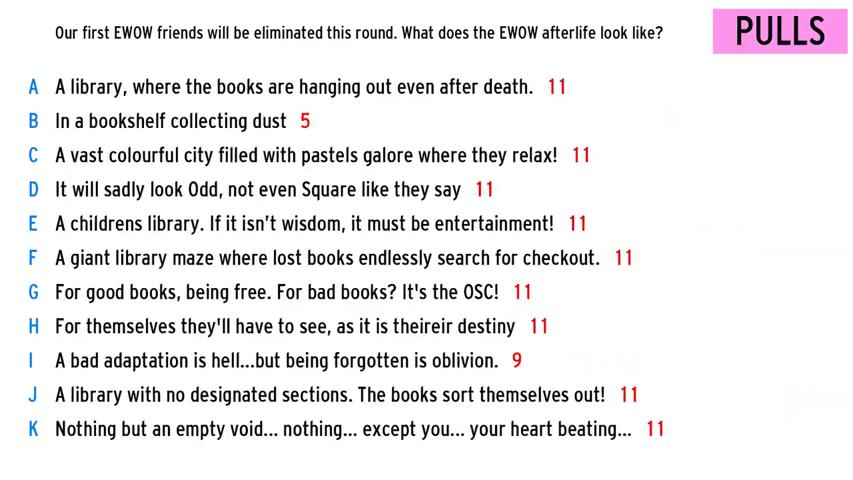 Our first EWOW friends will be eliminated this round. What does the EWOW afterlife look like?
PULLS
A A library, where the books are hanging out even after death. 11
B In a bookshelf collecting dust 5
C A vast colourful city filled with pastels galore where they relax! 11
D It will sadly look Odd, not even Square like they say 11
E A childrens library. If it isn't wisdom, it must be entertainment! 11
F A giant library maze where lost books endlessly search for checkout. 11
G For good books, being free. For bad books? It's the OSC! 11
H For themselves they'll have to see, as it is theireir destiny 11
I A bad adaptation is hell...but being forgotten is oblivion. 9
J A library with no designated sections. The books sort themselves out! 11
K Nothing but an empty void... nothing... except you... your heart beating... 11